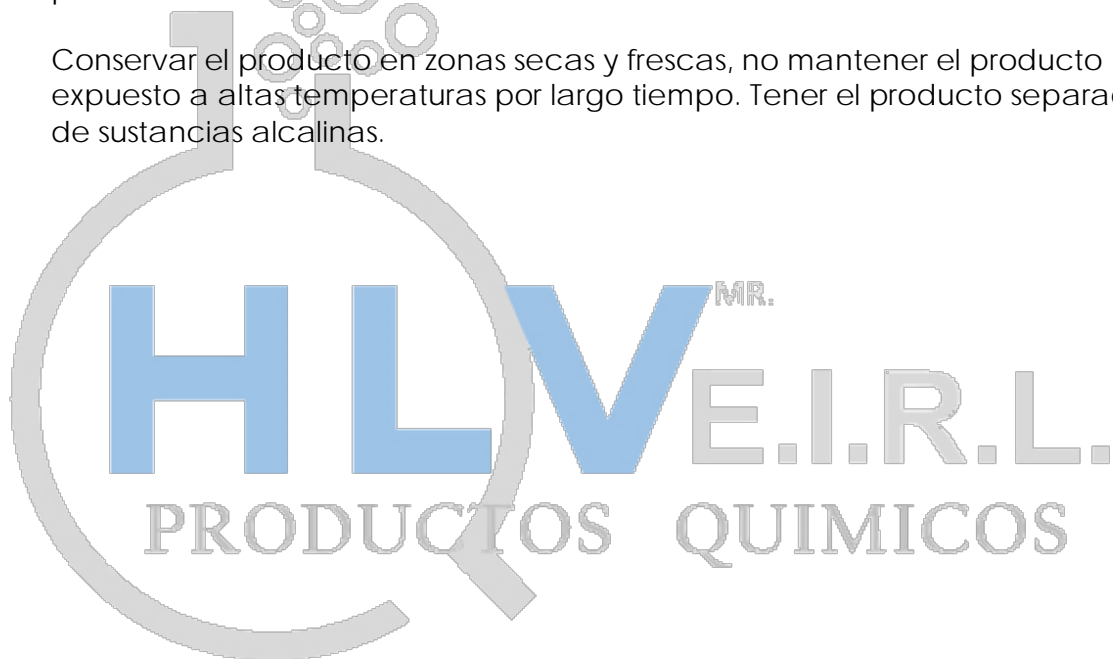 Conservar el producto en zonas secas y frescas, no mantener el producto
expuesto a altas temperaturas por largo tiempo. Tener el producto
de sustancias alcalinas.
HLV MR.
E.I.R.L.
PRODUCTOS QUIMICOS